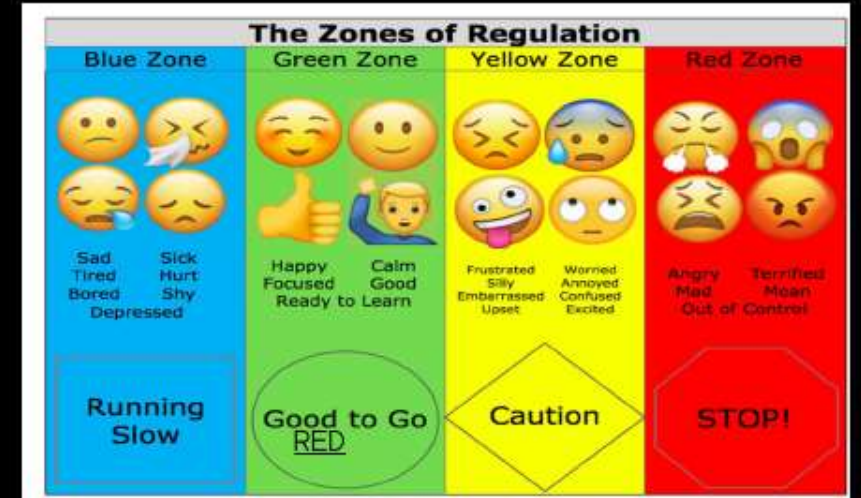 The Zones of Regulation
Blue Zone
Green Zone
Yellow Zone
Red Zone
Sad Sick
Tired Hurt
Bored Shy
Depressed
Happy Calm
Focused Good
Ready to Learn
Frustrated Worried
Silly Annoyed
Embarrassed Confused
Upset Excited
Angry Terrified
Mad Mean
Out of Control
Running
Slow
Good to Go
RED
Caution
STOP!